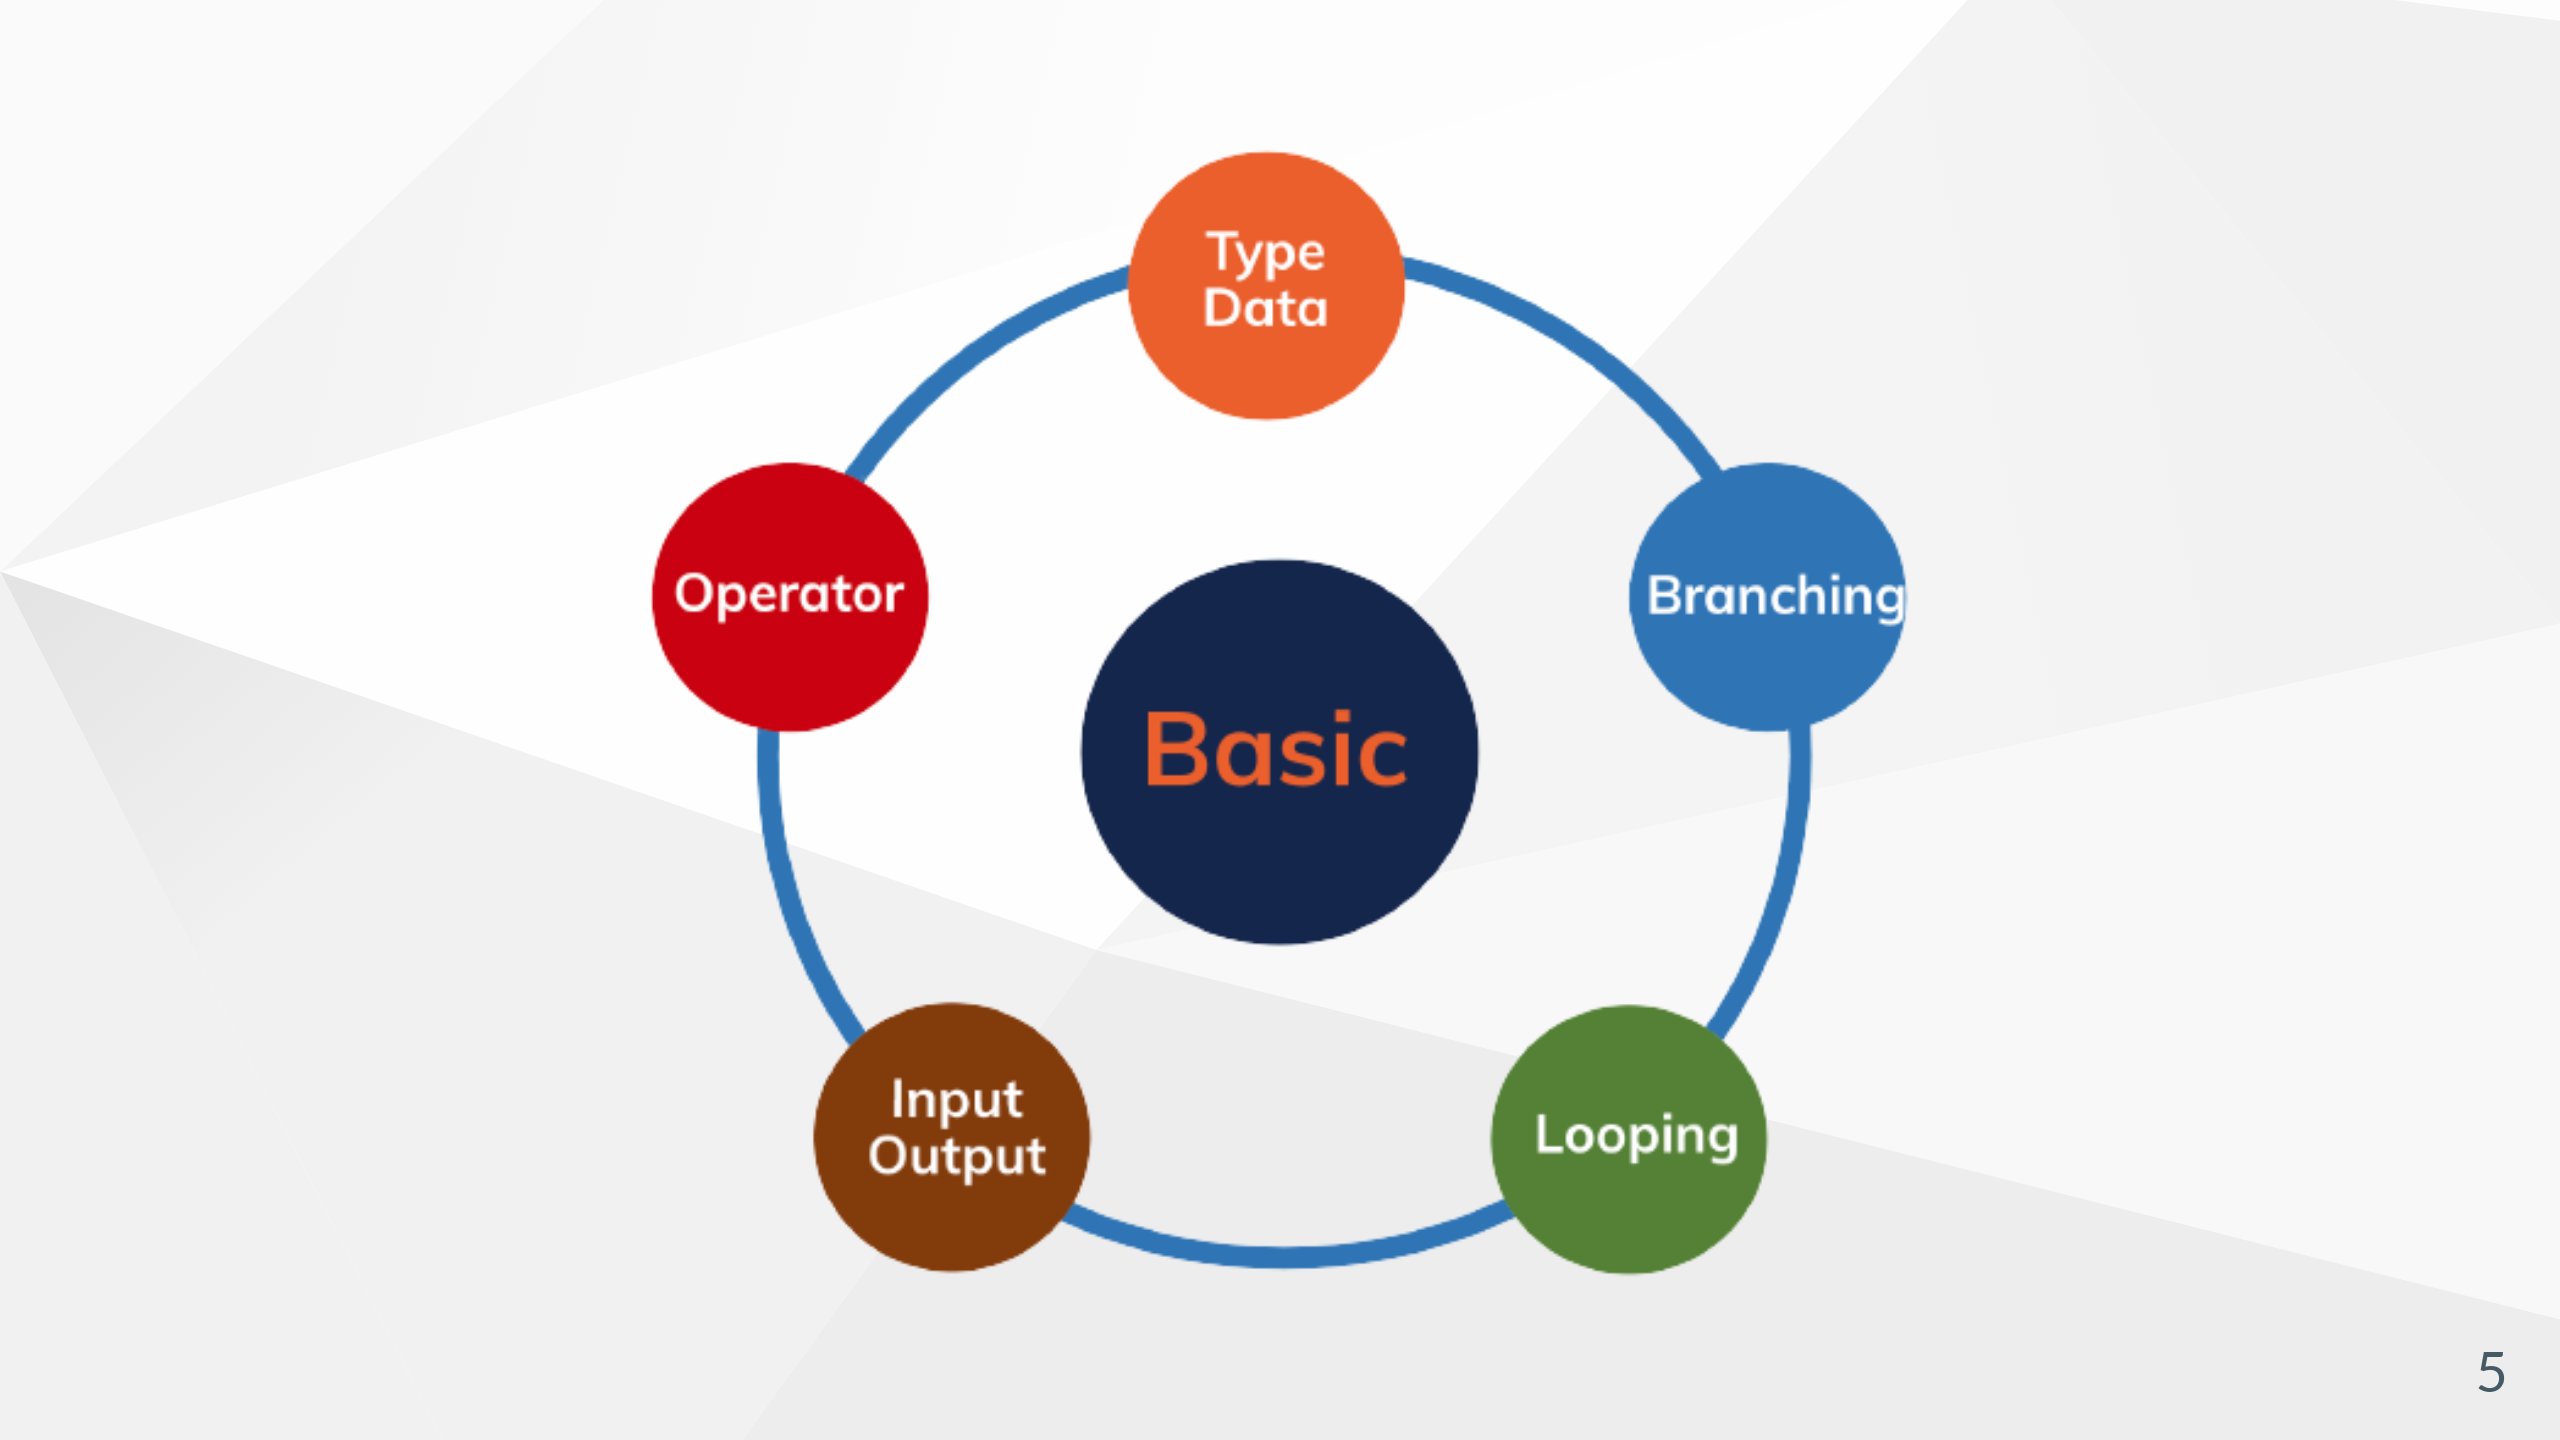 Type
Data
Operator
Branching
Basic
Input
Output
Looping
5